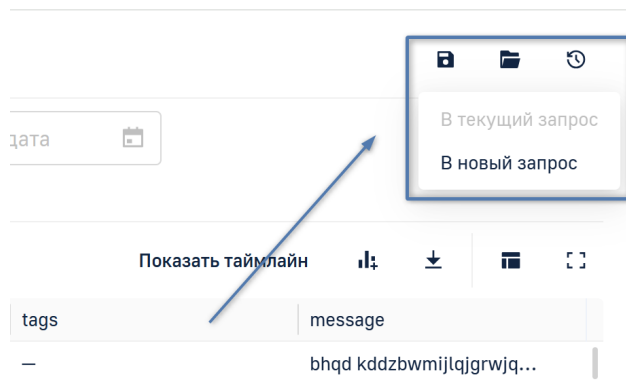 В текущий запрос
дата
В новый запрос
Показать таймлайн
tags message
— bhqd kddzbwmijlqjgrwjq...